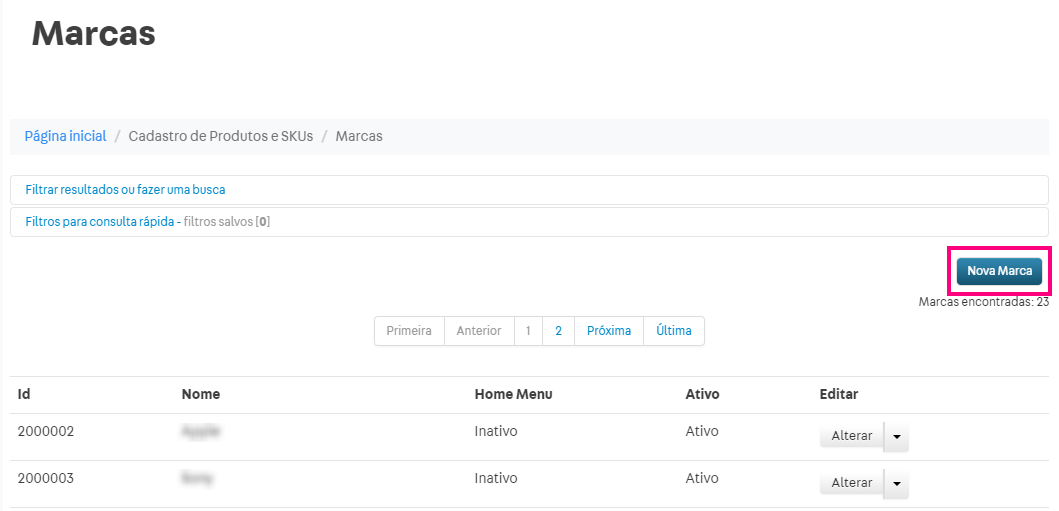 Marcas
Página inicial / Cadastro de Produtos e SKUs / Marcas
Filtrar resultados ou fazer uma busca
Filtros para consulta rápida - filtros salvos [0]
Nova Marca
Marcas encontradas: 23
Primeira Anterior 1 2 Próxima Última
Id Nome Home Menu Ativo Editar
2000002 Inativo Ativo Alterar
2000003 Inativo Ativo Alterar